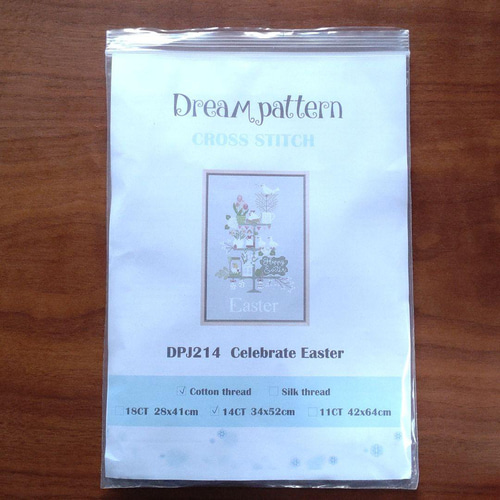 Dream pattern
CROSS STITCH
Easter
DPJ214 Celebrate Easter
✓ Cotton thread Silk thread
18CT 28x41cm ✓ 14CT 34x52cm 11CT 42x64cm